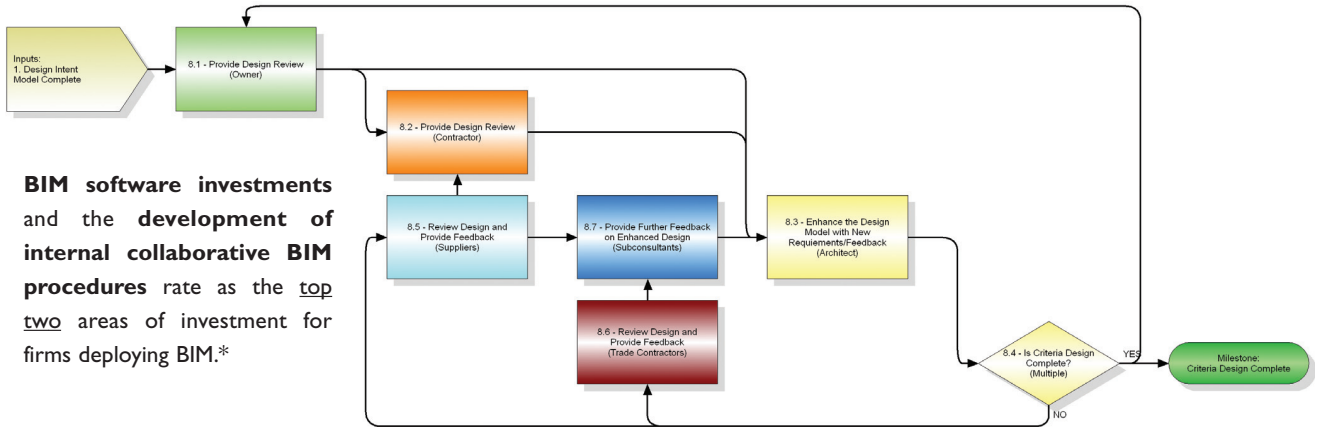 Inputs:
1. Design Intent
Model Complete
8.1 - Provide Design Review
(Owner)
8.2 - Provide Design Review
(Contractor)
BIM software investments
and the development of
internal collaborative BIM
procedures rate as the top
two areas of investment for
firms deploying BIM.*
8.5 - Review Design and
Provide Feedback
(Suppliers)
8.7 - Provide Further Feedback
on Enhanced Design
(Subconsultants)
8.3 - Enhance the Design
Model with New
Requiements/Feedback
(Architect)
8.6 - Review Design and
Provide Feedback
(Trade Contractors)
8.4 - Is Criteria Design
Complete?
(Multiple)
YES
NO
Milestone:
Criteria Design Complete